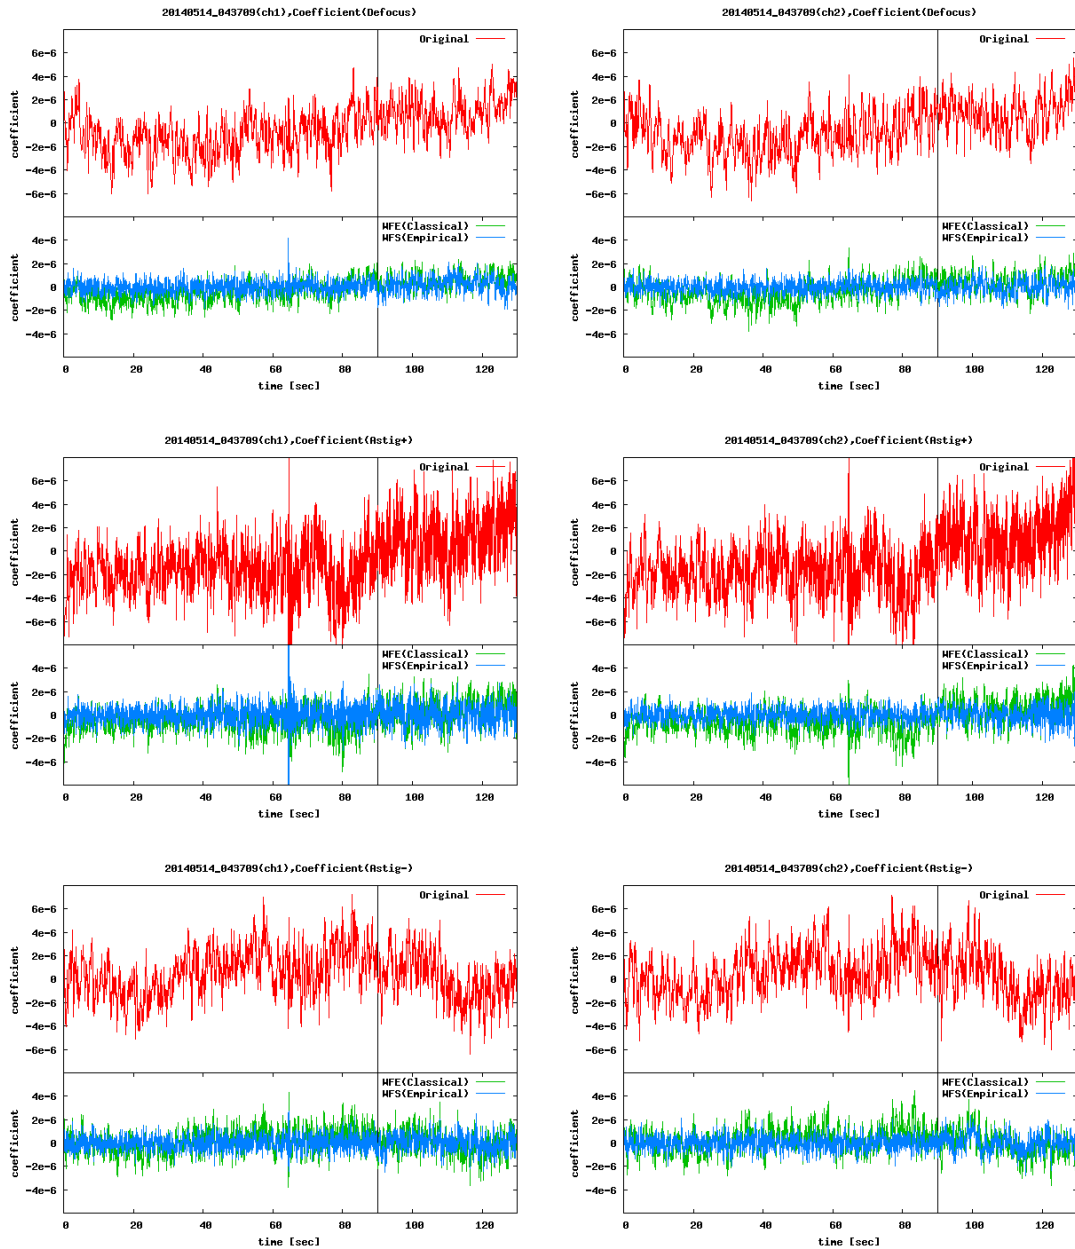 20140514_043709(ch1),Coefficient(Defocus)
Original
6e-6
4e-6
2e-6
0
-2e-6
-4e-6
-6e-6
coefficient
WFE(Classical)
WFS(Empirical)
4e-6
2e-6
0
-2e-6
-4e-6
coefficient
0 20 40 60 80 100 120
time [sec]
20140514_043709(ch2),Coefficient(Defocus)
Original
6e-6
4e-6
2e-6
0
-2e-6
-4e-6
-6e-6
coefficient
WFE(Classical)
WFS(Empirical)
4e-6
2e-6
0
-2e-6
-4e-6
coefficient
0 20 40 60 80 100 120
time [sec]
20140514_043709(ch1),Coefficient(Astig+)
Original
6e-6
4e-6
2e-6
0
-2e-6
-4e-6
-6e-6
coefficient
WFE(Classical)
WFS(Empirical)
4e-6
2e-6
0
-2e-6
-4e-6
coefficient
0 20 40 60 80 100 120
time [sec]
20140514_043709(ch2),Coefficient(Astig+)
Original
6e-6
4e-6
2e-6
0
-2e-6
-4e-6
-6e-6
coefficient
WFE(Classical)
WFS(Empirical)
4e-6
2e-6
0
-2e-6
-4e-6
coefficient
0 20 40 60 80 100 120
time [sec]
20140514_043709(ch1),Coefficient(Astig-)
Original
6e-6
4e-6
2e-6
0
-2e-6
-4e-6
-6e-6
coefficient
WFE(Classical)
WFS(Empirical)
4e-6
2e-6
0
-2e-6
-4e-6
coefficient
0 20 40 60 80 100 120
time [sec]
20140514_043709(ch2),Coefficient(Astig-)
Original
6e-6
4e-6
2e-6
0
-2e-6
-4e-6
-6e-6
coefficient
WFE(Classical)
WFS(Empirical)
4e-6
2e-6
0
-2e-6
-4e-6
coefficient
0 20 40 60 80 100 120
time [sec]